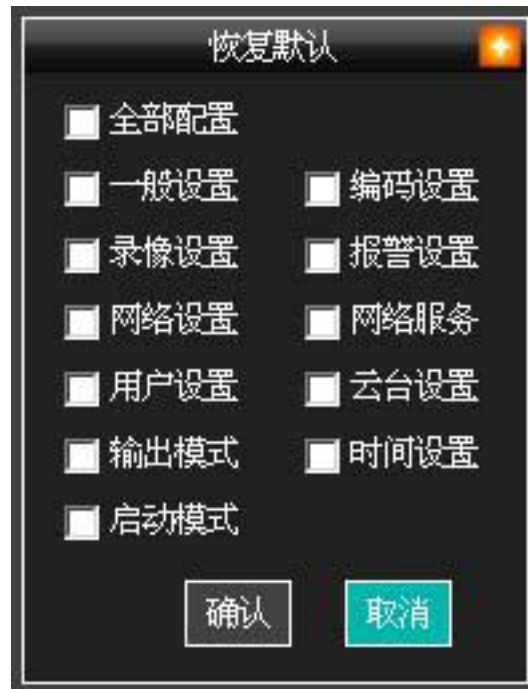 恢复默认
全部配置
一般设置 编码设置
录像设置 报警设置
网络设置 网络服务
用户设置 云台设置
输出模式 时间设置
启动模式
确认 取消